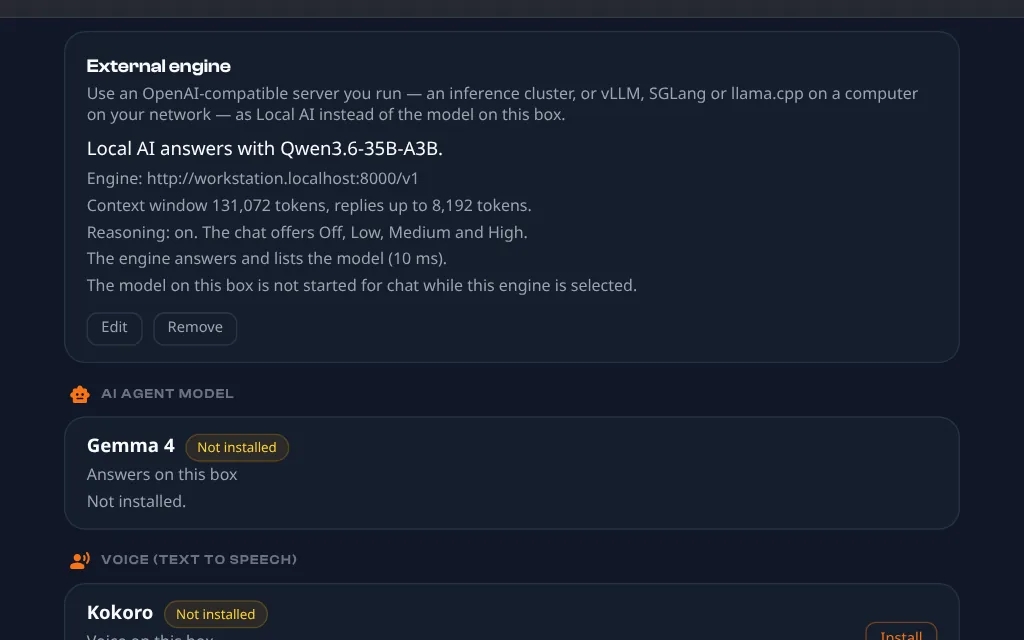 External engine
Use an OpenAI-compatible server you run — an inference cluster, or vLLM, SGLang or llama.cpp on a computer
on your network — as Local AI instead of the model on this box.
Local AI answers with Qwen3.6-35B-A3B.
Engine: http://workstation.localhost:8000/v1
Context window 131,072 tokens, replies up to 8,192 tokens.
Reasoning: on. The chat offers Off, Low, Medium and High.
The engine answers and lists the model (10 ms).
The model on this box is not started for chat while this engine is selected.
Edit Remove
AI AGENT MODEL
Gemma 4 Not installed
Answers on this box
Not installed.
VOICE (TEXT TO SPEECH)
Kokoro Not installed
Voice on this box
Install